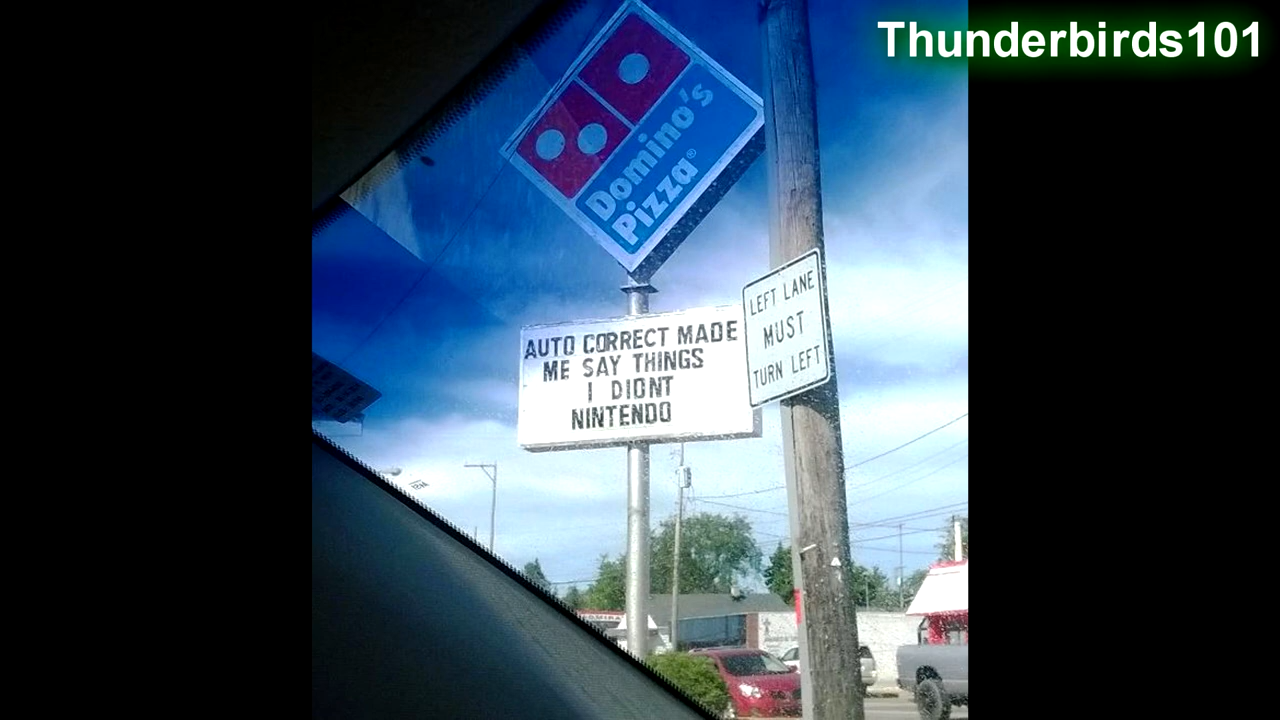 Thunderbirds101
Domino's
Pizza®
AUTO CORRECT MADE
ME SAY THINGS
I DIDNT
NINTENDO
LEFT LANE
MUST
TURN LEFT